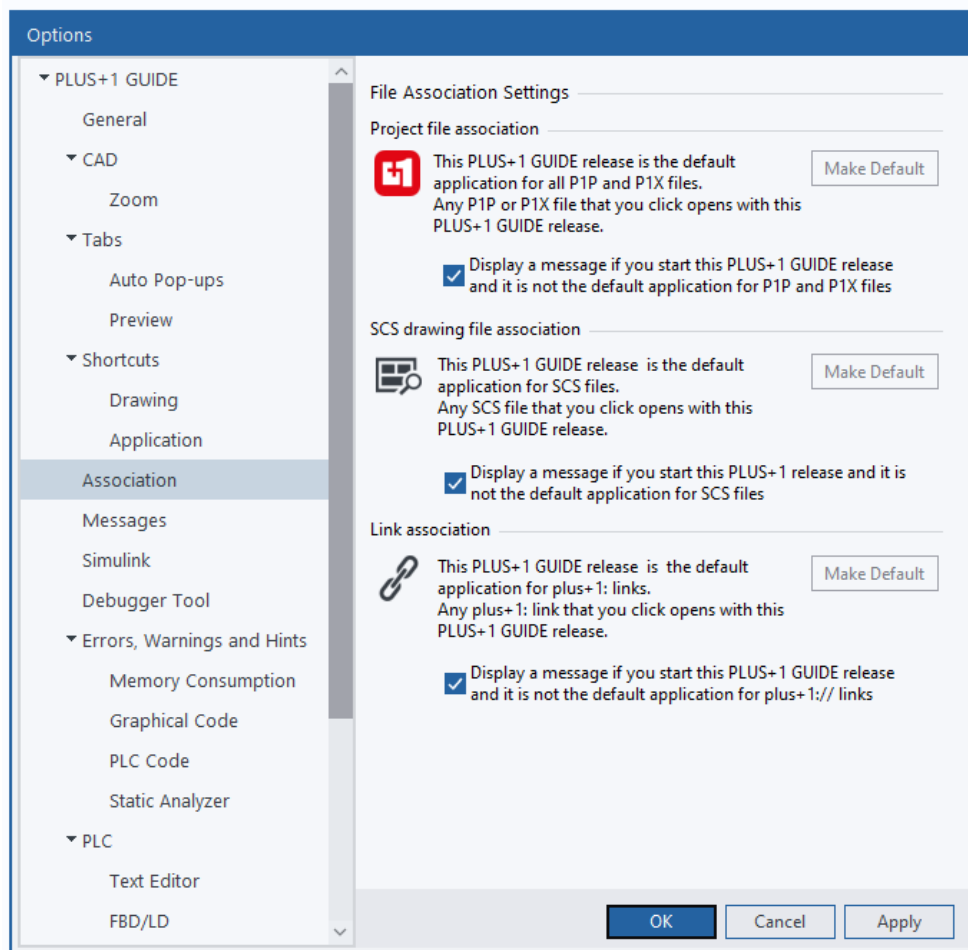 Options
PLUS+1 GUIDE
General
CAD
Zoom
Tabs
Auto Pop-ups
Preview
Shortcuts
Drawing
Application
Association
Messages
Simulink
Debugger Tool
Errors, Warnings and Hints
Memory Consumption
Graphical Code
PLC Code
Static Analyzer
PLC
Text Editor
FBD/LD
File Association Settings
Project file association
This PLUS+1 GUIDE release is the default
application for all P1P and P1X files.
Any P1P or P1X file that you click opens with this
PLUS+1 GUIDE release.
Make Default
Display a message if you start this PLUS+1 GUIDE release
and it is not the default application for P1P and P1X files
SCS drawing file association
This PLUS+1 GUIDE release  is the default
application for SCS files.
Any SCS file that you click opens with this
PLUS+1 GUIDE release.
Make Default
Display a message if you start this PLUS+1 release and it is
not the default application for SCS files
Link association
This PLUS+1 GUIDE release  is  the default
application for plus+1: links.
Any plus+1: link that you click opens with this
PLUS+1 GUIDE release.
Make Default
Display a message if you start this PLUS+1 GUIDE release
and it is not the default application for plus+1:// links
OK
Cancel
Apply